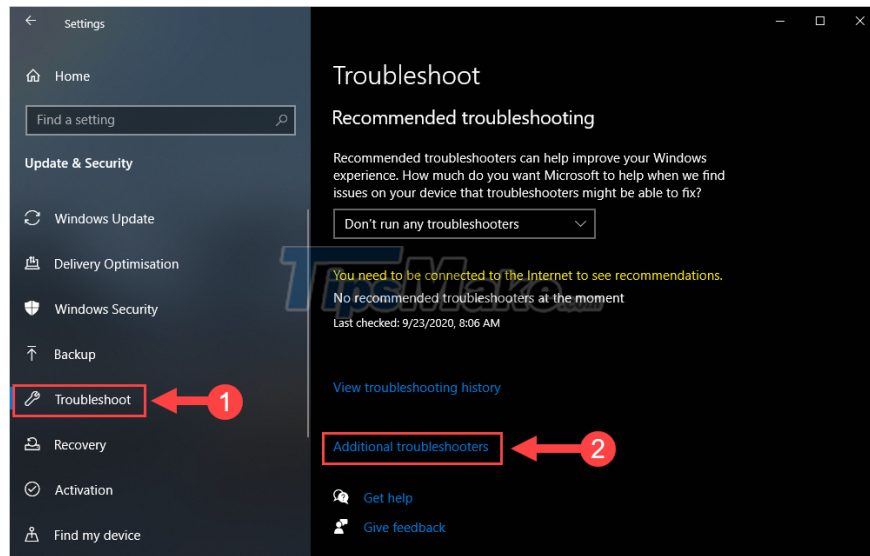 Settings
Home
Find a setting
Update & Security
Windows Update
Delivery Optimisation
Windows Security
Backup
Troubleshoot
1
Recovery
Activation
Find my device
Troubleshoot
Recommended troubleshooting
Recommended troubleshooters can help improve your Windows
experience. How much do you want Microsoft to help when we find
issues on your device that troubleshooters might be able to fix?
Don't run any troubleshooters
You need to be connected to the Internet to see recommendations.
No recommended troubleshooters at the moment
Last checked: 9/23/2020, 8:06 AM
View troubleshooting history
Additional troubleshooters
2
Get help
Give feedback
TipsMake.com